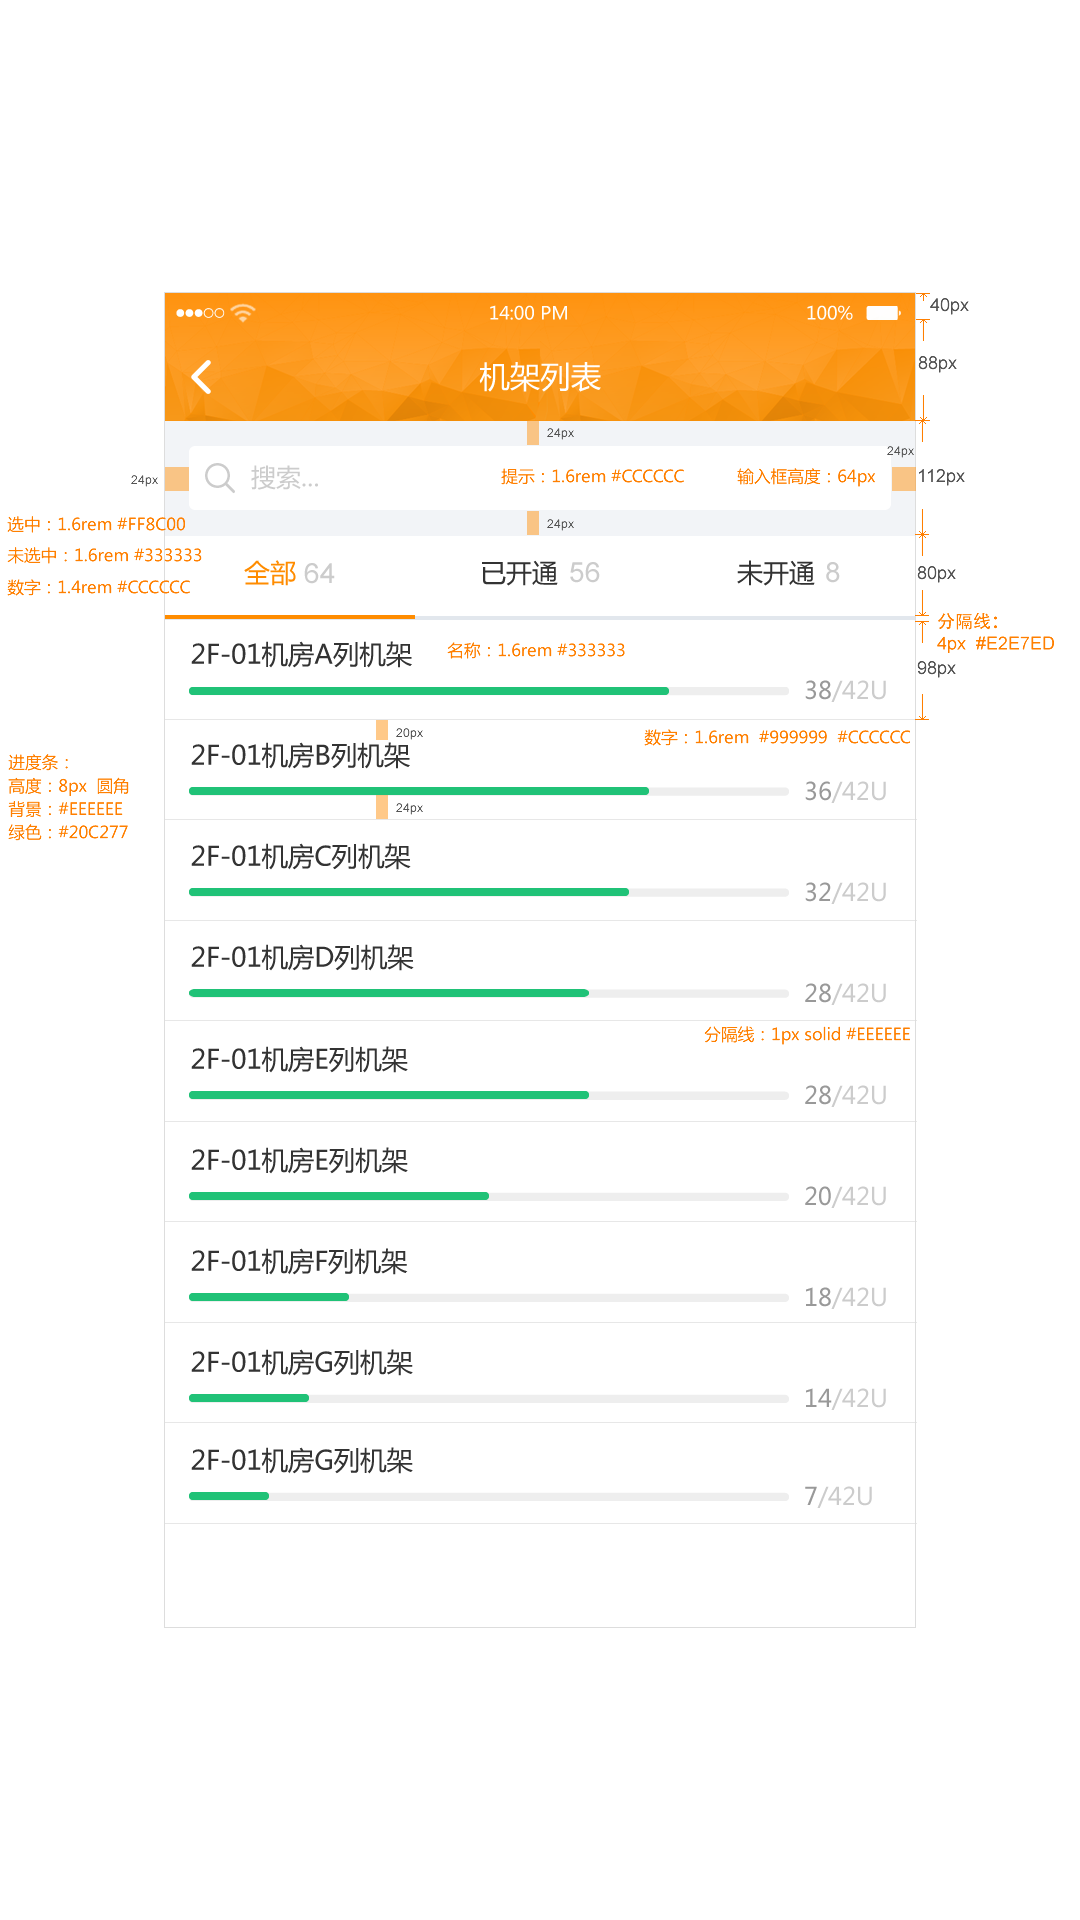 14:00 PM
100%
40px
机架列表
88px
24px
24px
24px
搜索...
提示：1.6rem #CCCCCC
输入框高度：64px
112px
24px
选中：1.6rem #FF8C00
未选中：1.6rem #333333
数字：1.4rem #CCCCCC
全部 64
已开通 56
未开通 8
80px
分隔线：
4px #E2E7ED
2F-01机房A列机架
名称：1.6rem #333333
98px
38/42U
20px
数字：1.6rem #999999 #CCCCCC
2F-01机房B列机架
进度条：
高度：8px 圆角
背景：#EEEEEE
绿色：#20C277
36/42U
24px
2F-01机房C列机架
32/42U
2F-01机房D列机架
28/42U
分隔线：1px solid #EEEEEE
2F-01机房E列机架
28/42U
2F-01机房E列机架
20/42U
2F-01机房F列机架
18/42U
2F-01机房G列机架
14/42U
2F-01机房G列机架
7/42U